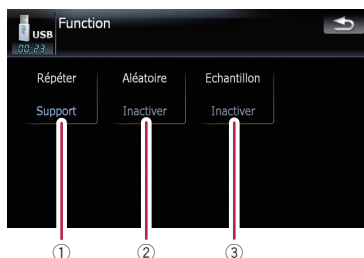 Function
USB
00-23
Répéter Aléatoire Echantillon
Support Inactiver Inactiver
① ② ③